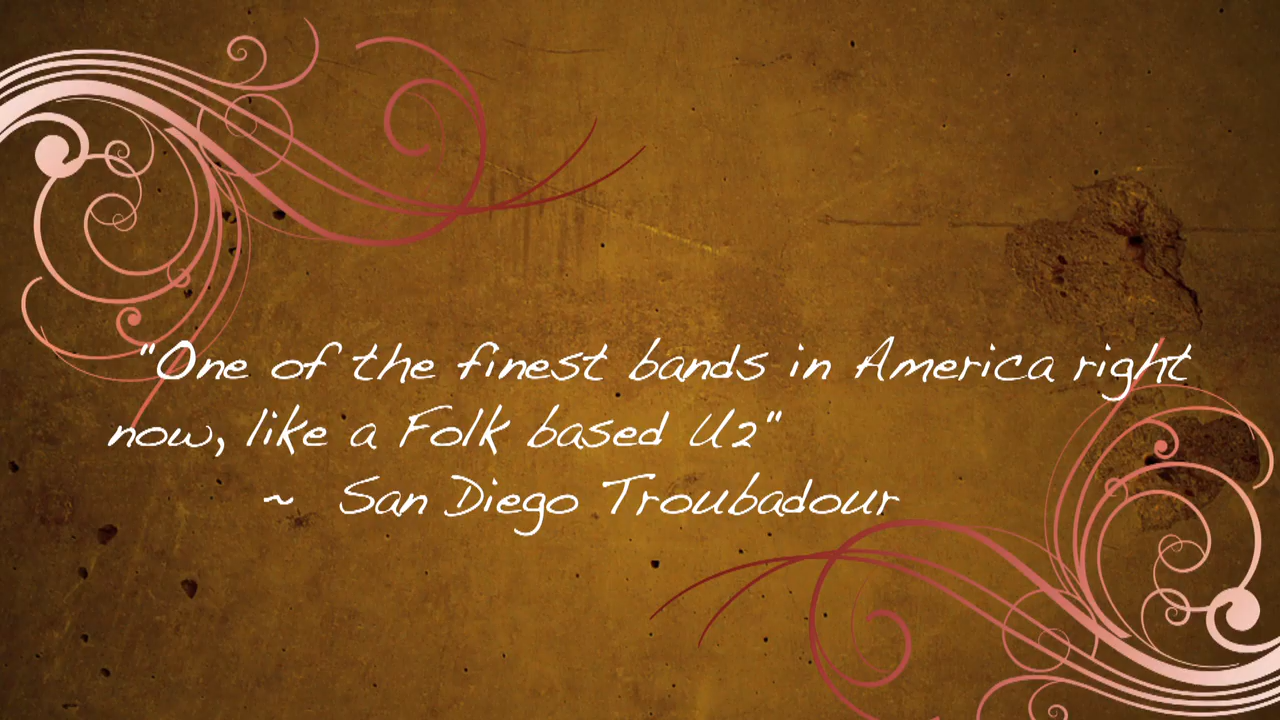 "One of the finest bands in America right
now, like a Folk based U2"
~ San Diego Troubadour